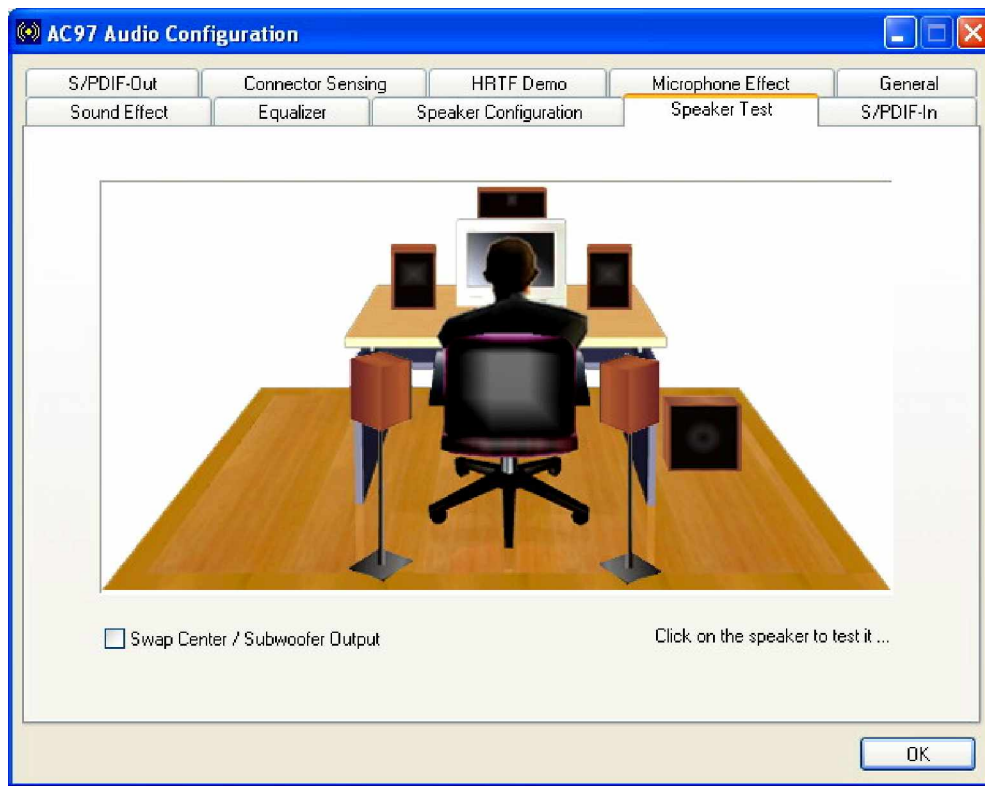 AC97 Audio Configuration
S/PDIF-Out Connector Sensing HRTF Demo Microphone Effect General
Sound Effect Equalizer Speaker Configuration Speaker Test S/PDIF-In
Swap Center / Subwoofer Output Click on the speaker to test it ...
OK